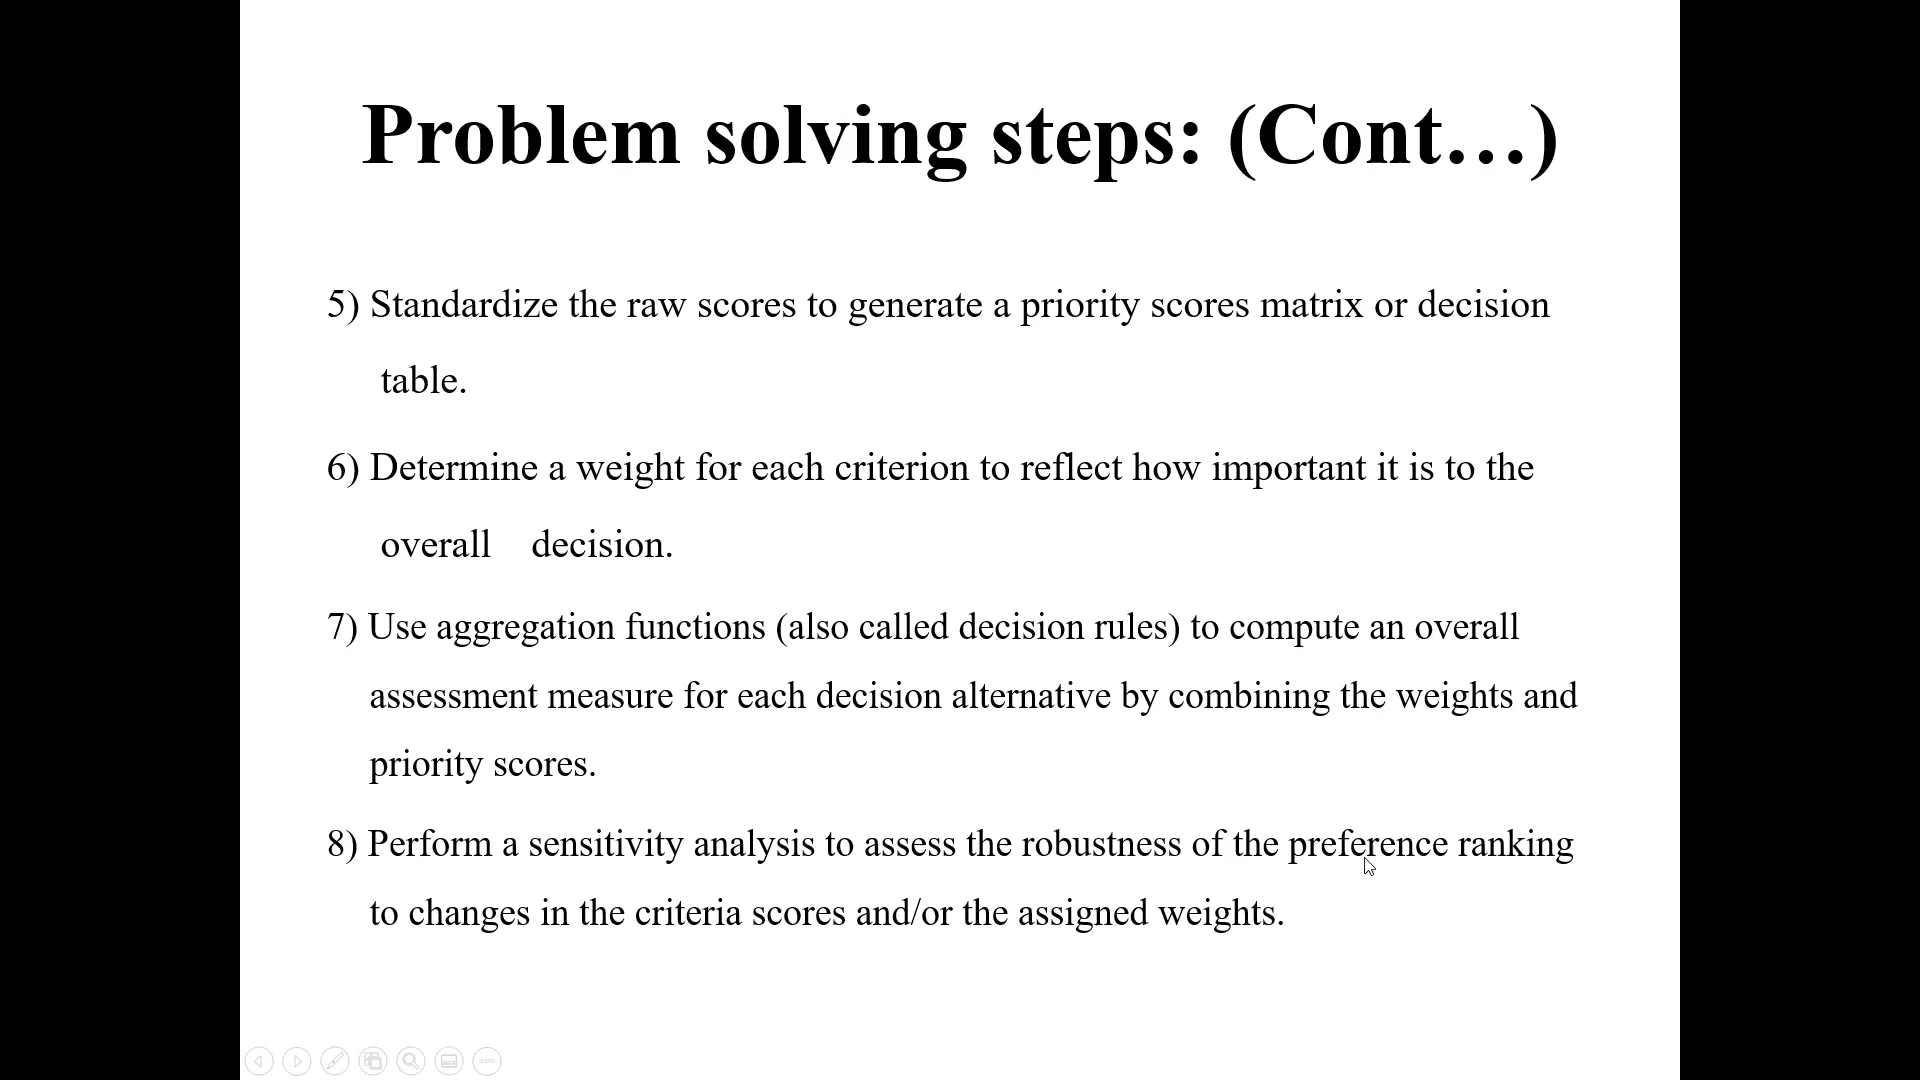 Problem solving steps: (Cont…)
5) Standardize the raw scores to generate a priority scores matrix or decision
table.
6) Determine a weight for each criterion to reflect how important it is to the
overall    decision.
7) Use aggregation functions (also called decision rules) to compute an overall
assessment measure for each decision alternative by combining the weights and
priority scores.
8) Perform a sensitivity analysis to assess the robustness of the preference ranking
to changes in the criteria scores and/or the assigned weights.